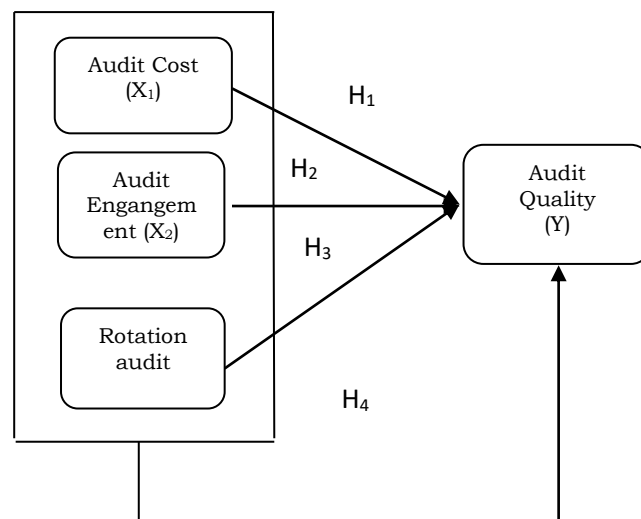 Audit Cost
(X₁)
H₁
Audit
Engangem
ent (X₂)
H₂
Audit
Quality
(Y)
H₃
Rotation
audit
H₄